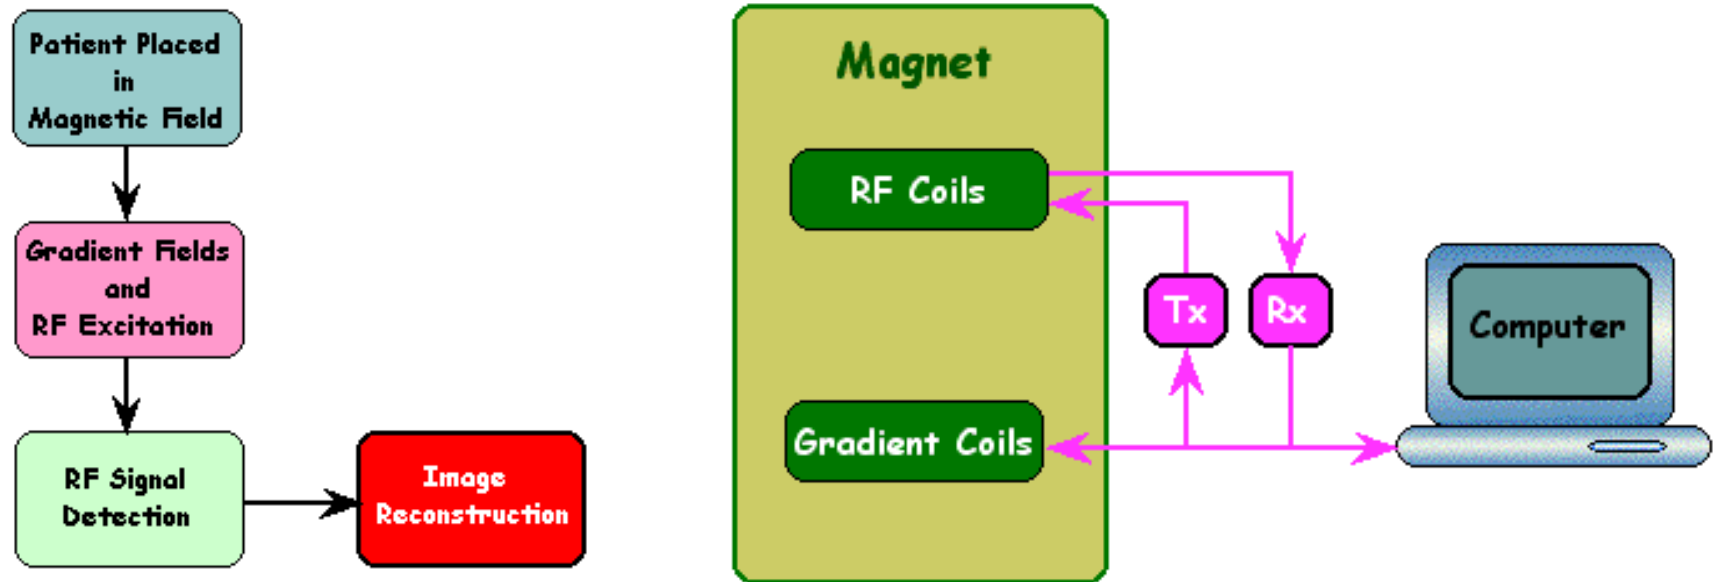 Patient Placed
in
Magnetic Field
Gradient Fields
and
RF Excitation
RF Signal
Detection
Image
Reconstruction
Magnet
RF Coils
Tx
Rx
Computer
Gradient Coils